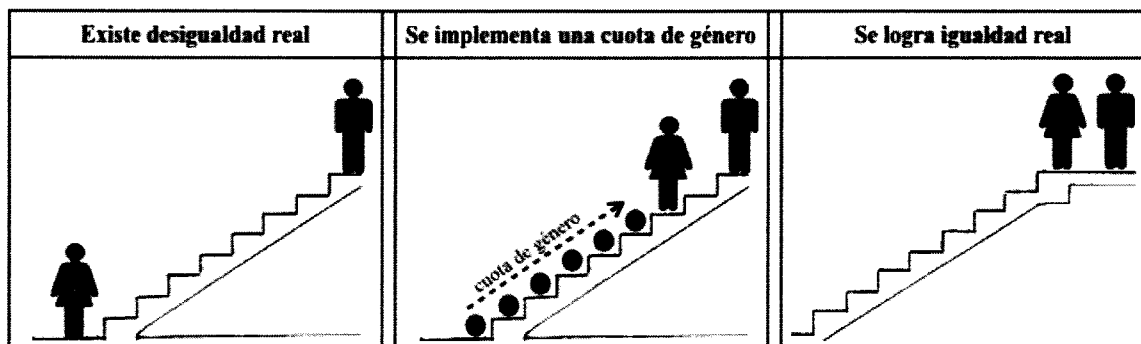 Existe desigualdad real
Se implementa una cuota de género
Se logra igualdad real
cuota de género